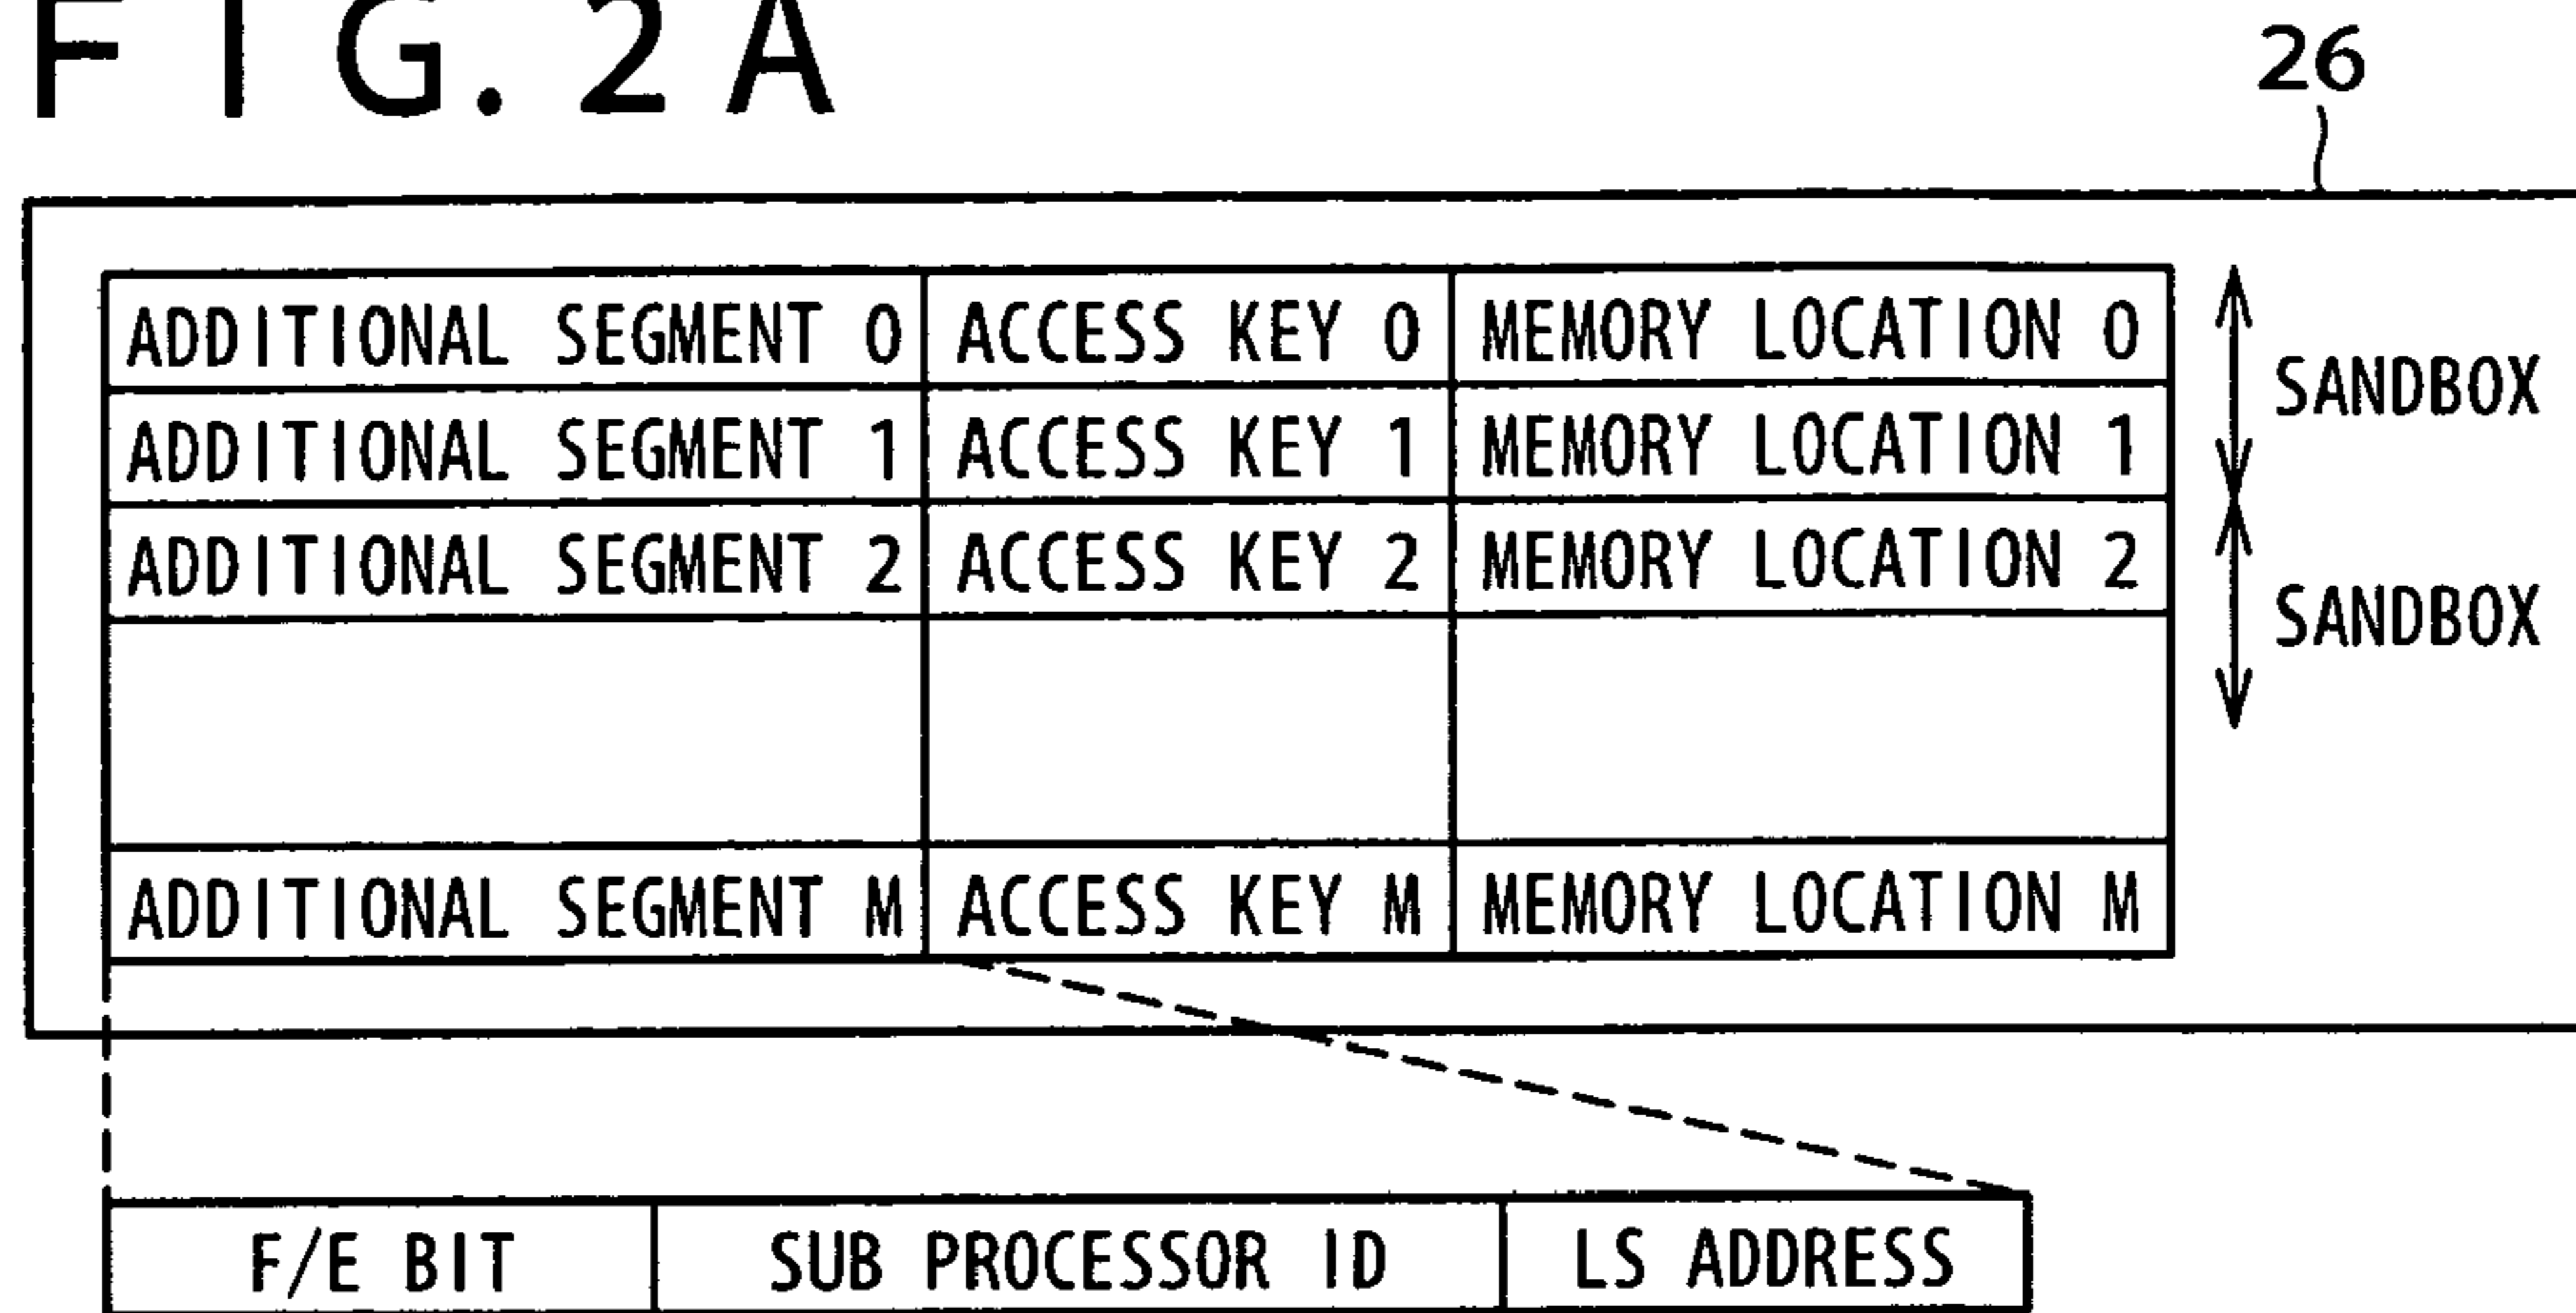 FIG. 2A
26
ADDITIONAL SEGMENT 0 ACCESS KEY 0 MEMORY LOCATION 0
SANDBOX
ADDITIONAL SEGMENT 1 ACCESS KEY 1 MEMORY LOCATION 1
ADDITIONAL SEGMENT 2 ACCESS KEY 2 MEMORY LOCATION 2
SANDBOX
ADDITIONAL SEGMENT M ACCESS KEY M MEMORY LOCATION M
F/E BIT SUB PROCESSOR ID LS ADDRESS